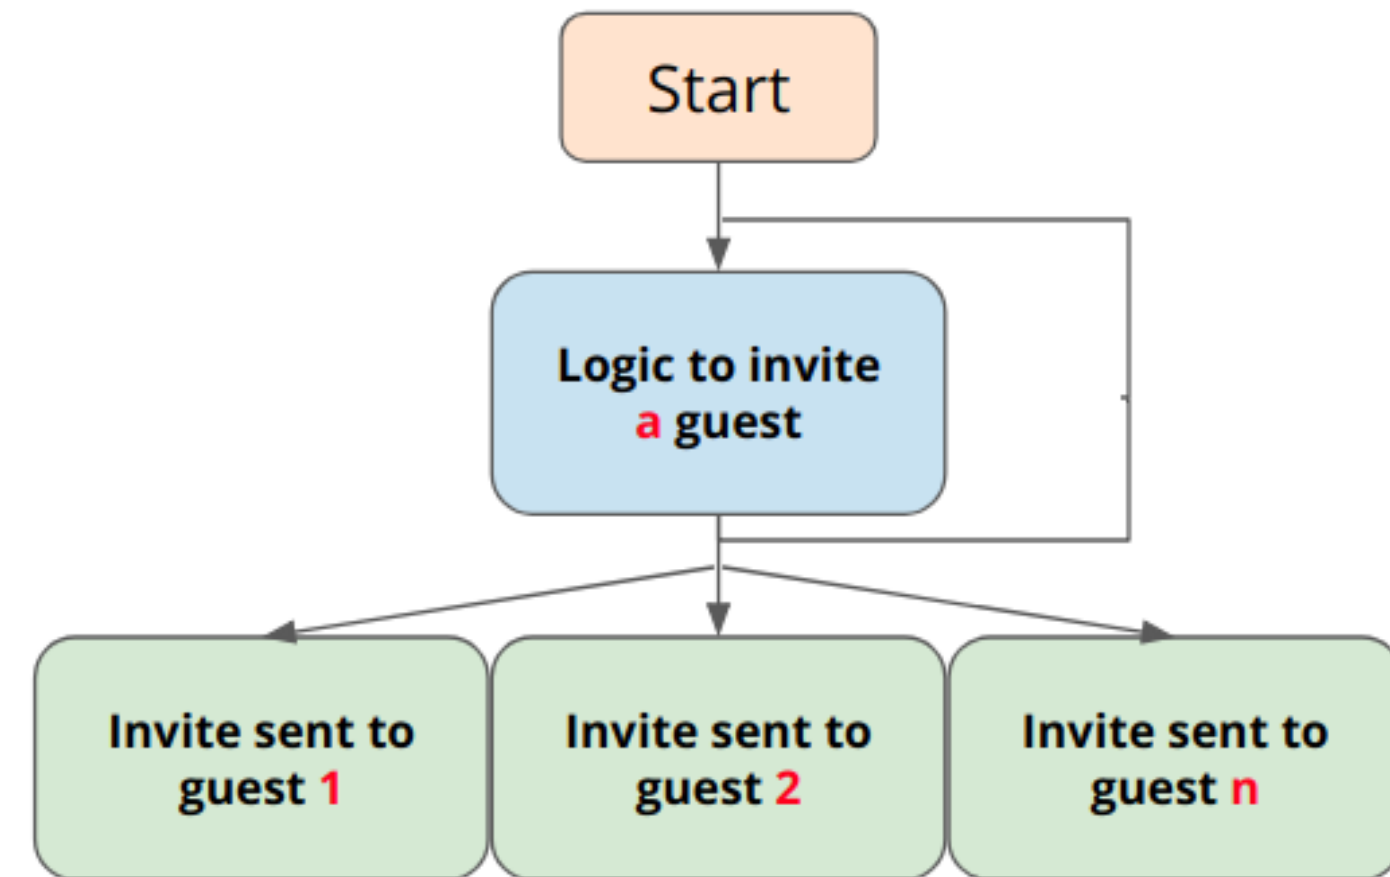 Start
Logic to invite
a guest
Invite sent to
guest 1
Invite sent to
guest 2
Invite sent to
guest n